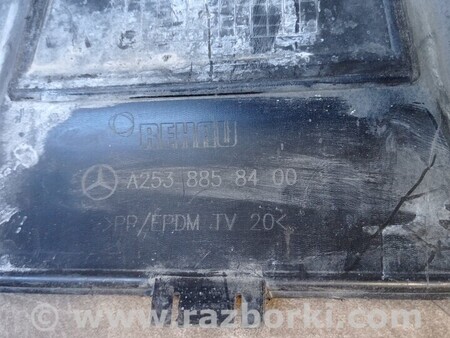 REHAU
A253 885 84 00
>PP/EPDM TV 20<
www.razborki.com